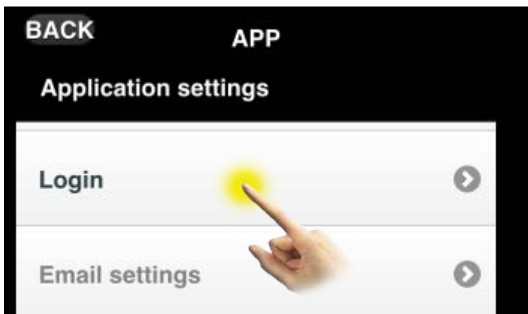 BACK
APP
Application settings
Login
Email settings